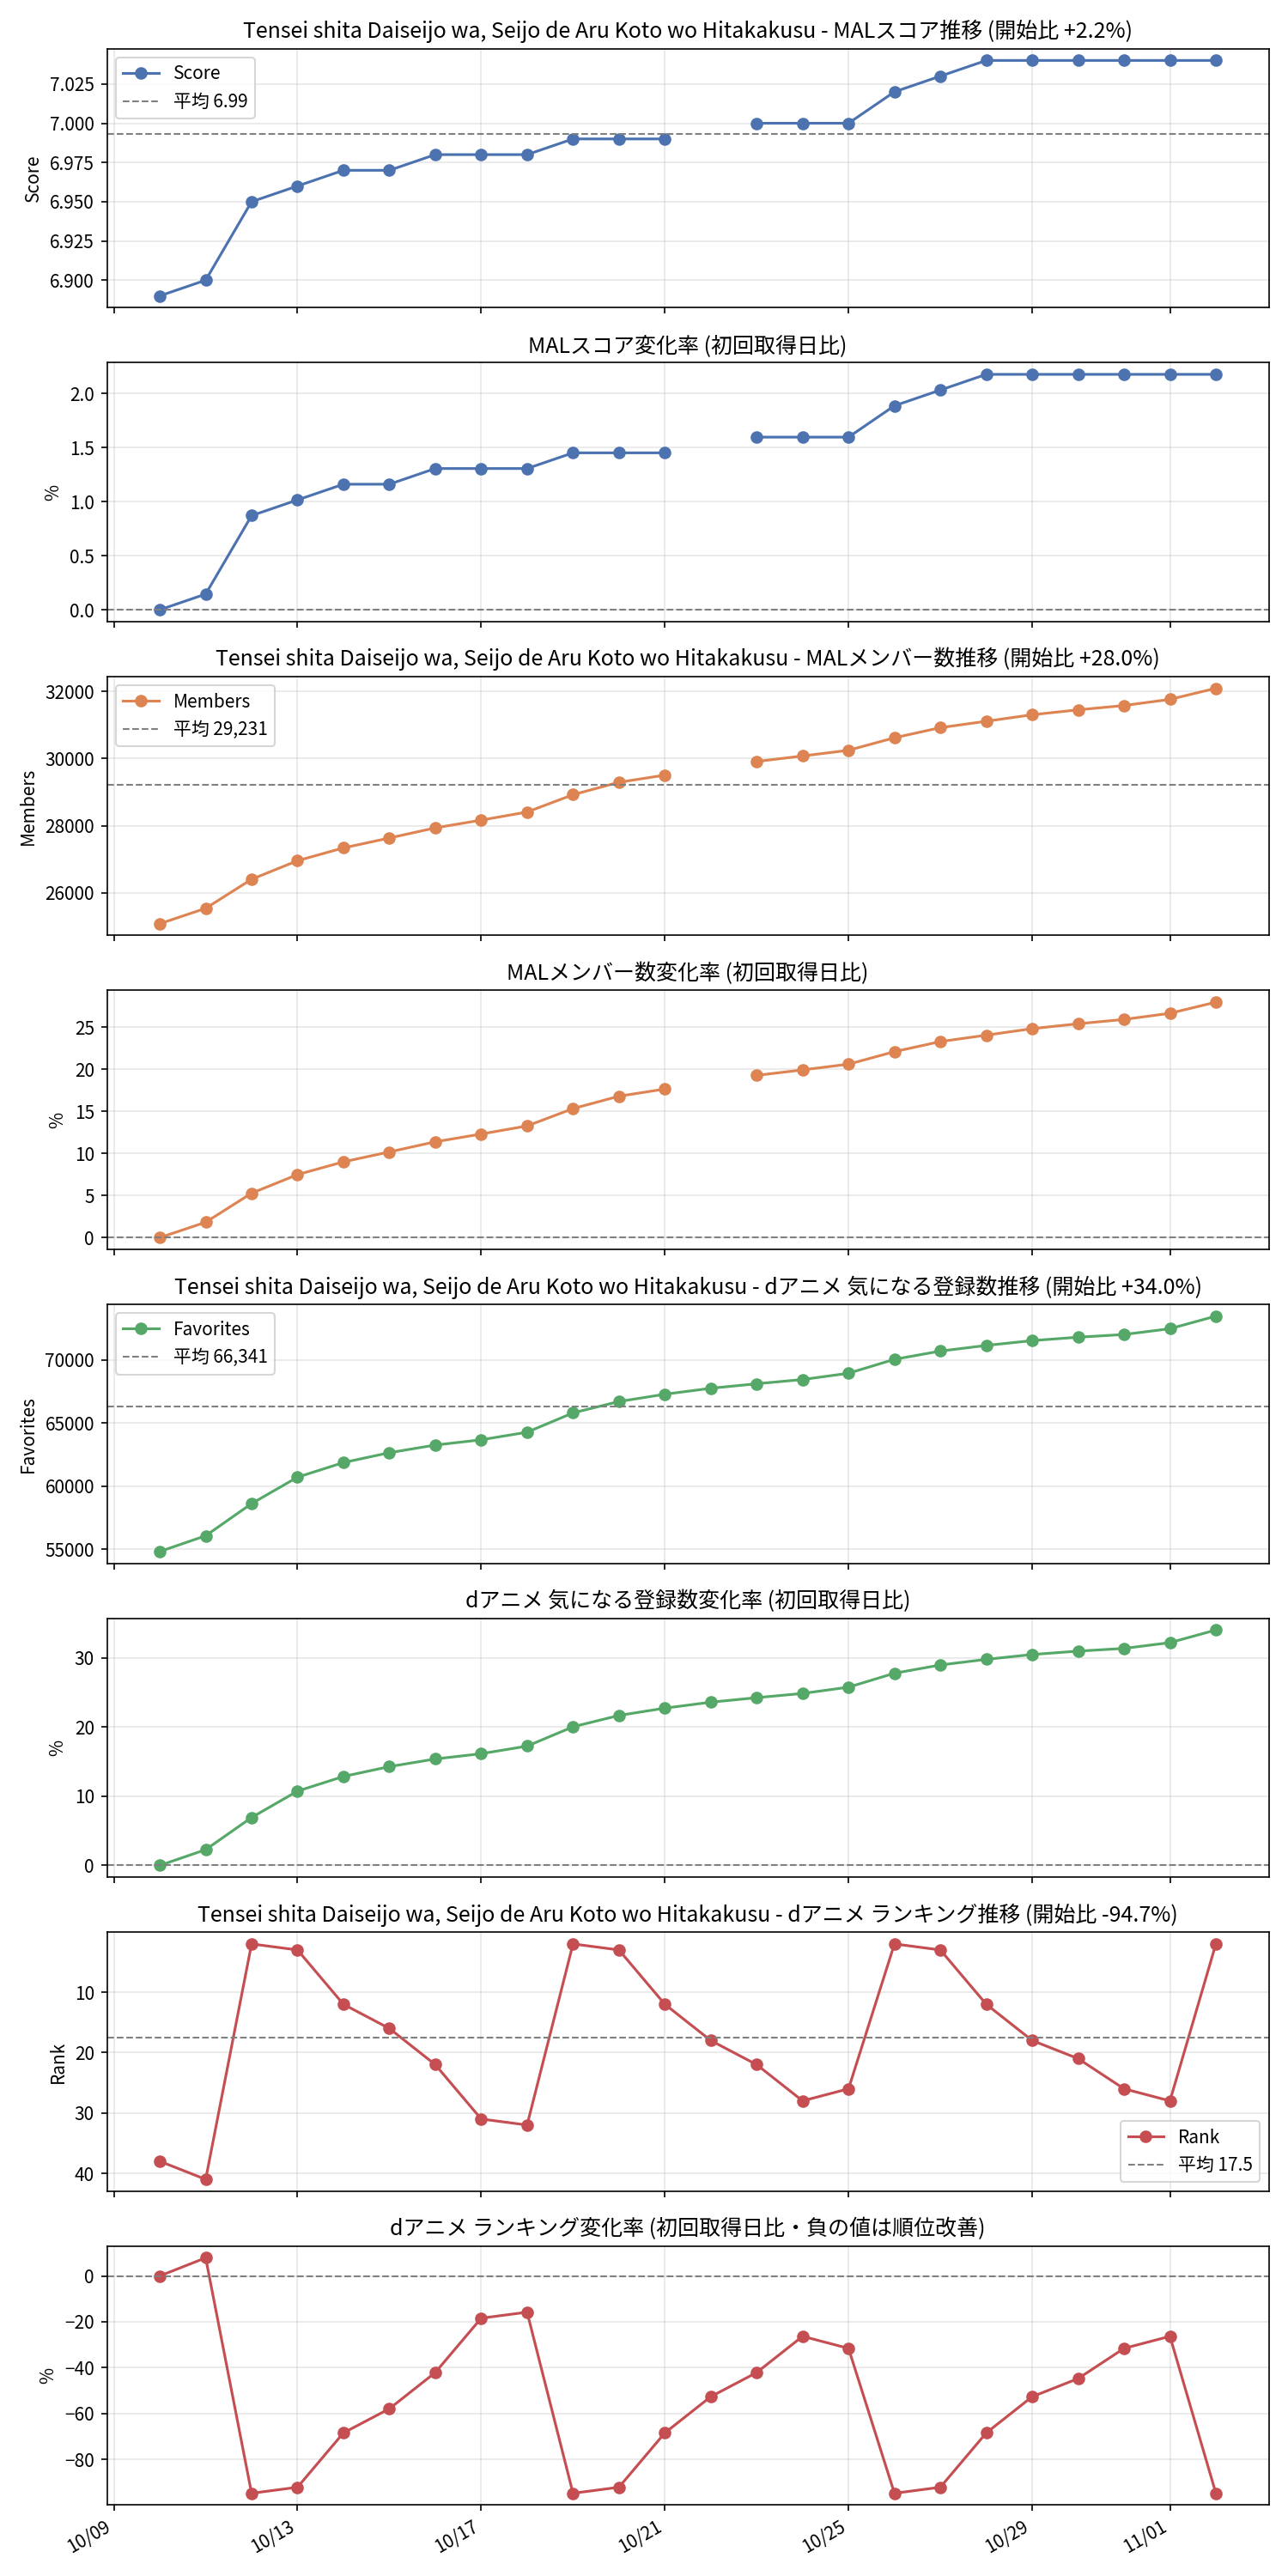 Tensei shita Daiseijo wa, Seijo de Aru Koto wo Hitakakusu - MALスコア推移 (開始比 +2.2%)
Score
平均 6.99
Score
7.025
7.000
6.975
6.950
6.925
6.900
MALスコア変化率 (初回取得日比)
%
2.0
1.5
1.0
0.5
0.0
Tensei shita Daiseijo wa, Seijo de Aru Koto wo Hitakakusu - MALメンバー数推移 (開始比 +28.0%)
Members
平均 29,231
Members
32000
30000
28000
26000
MALメンバー数変化率 (初回取得日比)
%
25
20
15
10
5
0
Tensei shita Daiseijo wa, Seijo de Aru Koto wo Hitakakusu - dアニメ 気になる登録数推移 (開始比 +34.0%)
Favorites
平均 66,341
Favorites
70000
65000
60000
55000
dアニメ 気になる登録数変化率 (初回取得日比)
%
30
20
10
0
Tensei shita Daiseijo wa, Seijo de Aru Koto wo Hitakakusu - dアニメ ランキング推移 (開始比 -94.7%)
Rank
10
20
30
40
Rank
平均 17.5
dアニメ ランキング変化率 (初回取得日比・負の値は順位改善)
%
0
−20
−40
−60
−80
10/09
10/13
10/17
10/21
10/25
10/29
11/01